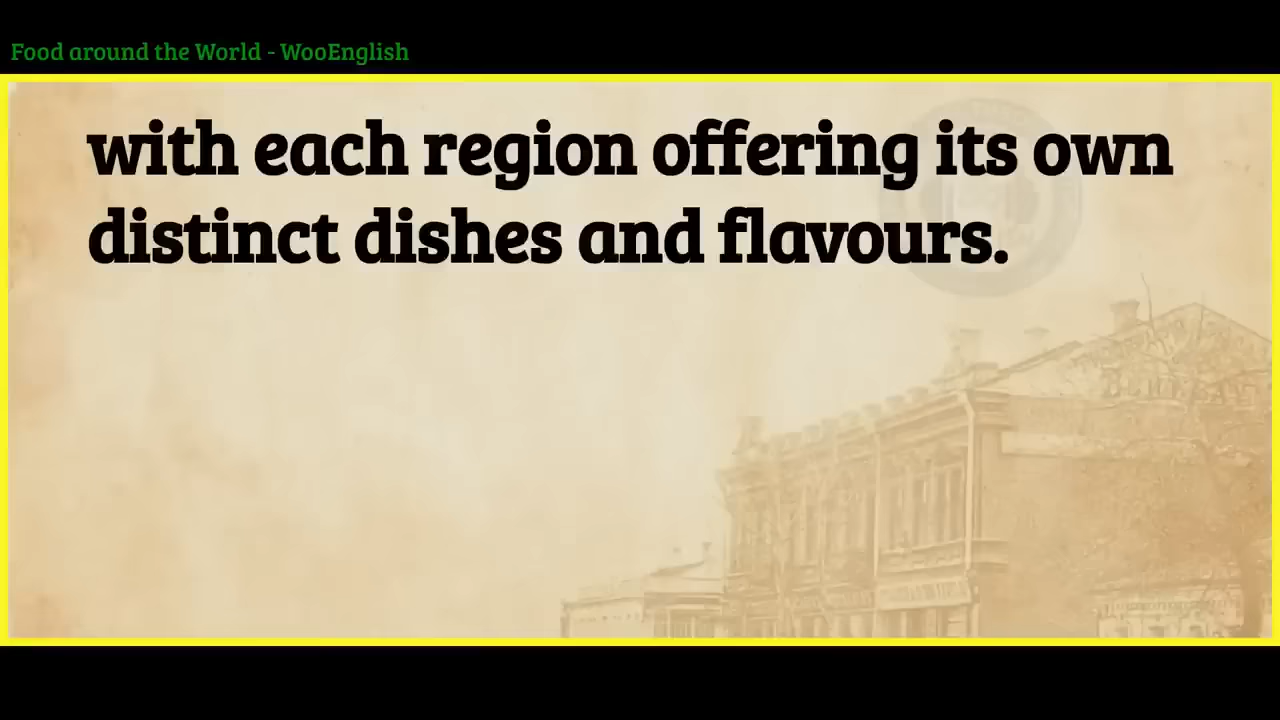 Food around the World - WooEnglish
with each region offering its own
distinct dishes and flavours.